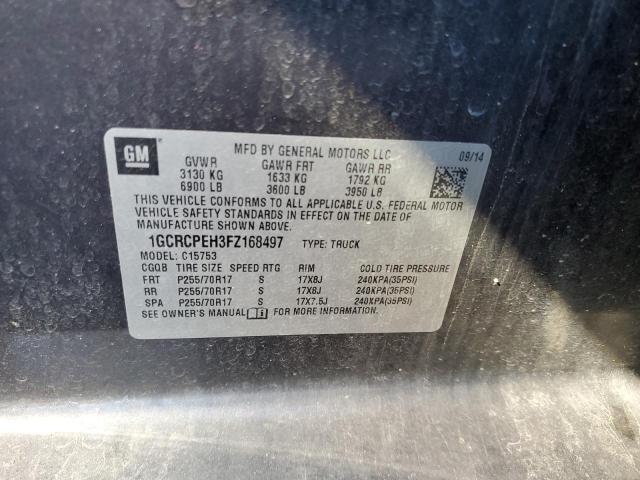 GM
MFD BY GENERAL MOTORS LLC 09/14
GVWR GAWR FRT GAWR RR
3130 KG 1633 KG 1792 KG
6900 LB 3600 LB 3950 LB
THIS VEHICLE CONFORMS TO ALL APPLICABLE U.S. FEDERAL MOTOR
VEHICLE SAFETY STANDARDS IN EFFECT ON THE DATE OF
MANUFACTURE SHOWN ABOVE.
1GCRCPEH3FZ168497 TYPE: TRUCK
MODEL: C15753
CGQB TIRE SIZE SPEED RTG RIM COLD TIRE PRESSURE
FRT P255/70R17 S 17X8J 240KPA(35PSI)
RR P255/70R17 S 17X8J 240KPA(35PSI)
SPA P255/70R17 S 17X7.5J 240KPA(35PSI)
SEE OWNER'S MANUAL i FOR MORE INFORMATION.